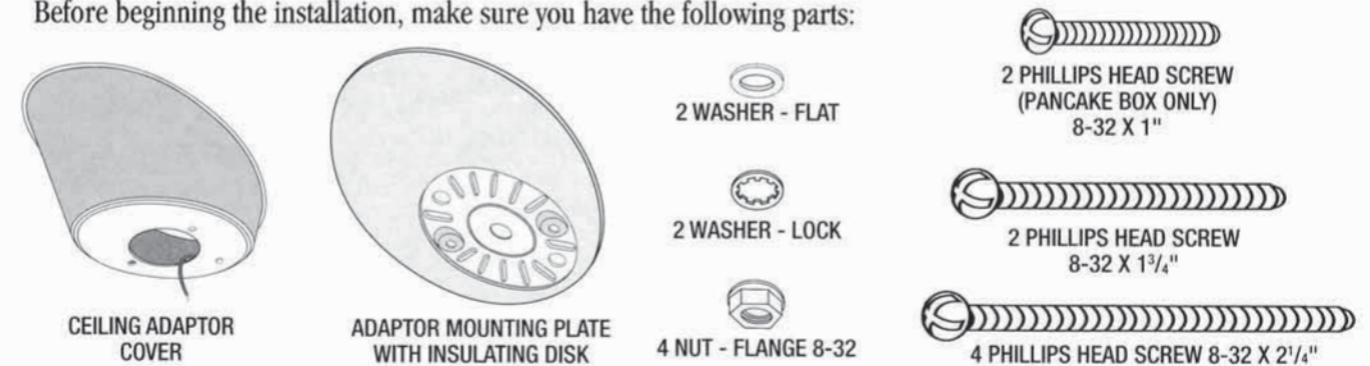 Before beginning the installation, make sure you have the following parts:
CEILING ADAPTOR
COVER
ADAPTOR MOUNTING PLATE
WITH INSULATING DISK
2 WASHER - FLAT
2 WASHER - LOCK
4 NUT - FLANGE 8-32
2 PHILLIPS HEAD SCREW
(PANCAKE BOX ONLY)
8-32 X 1"
2 PHILLIPS HEAD SCREW
8-32 X 1³/₄"
4 PHILLIPS HEAD SCREW 8-32 X 2¹/₄"